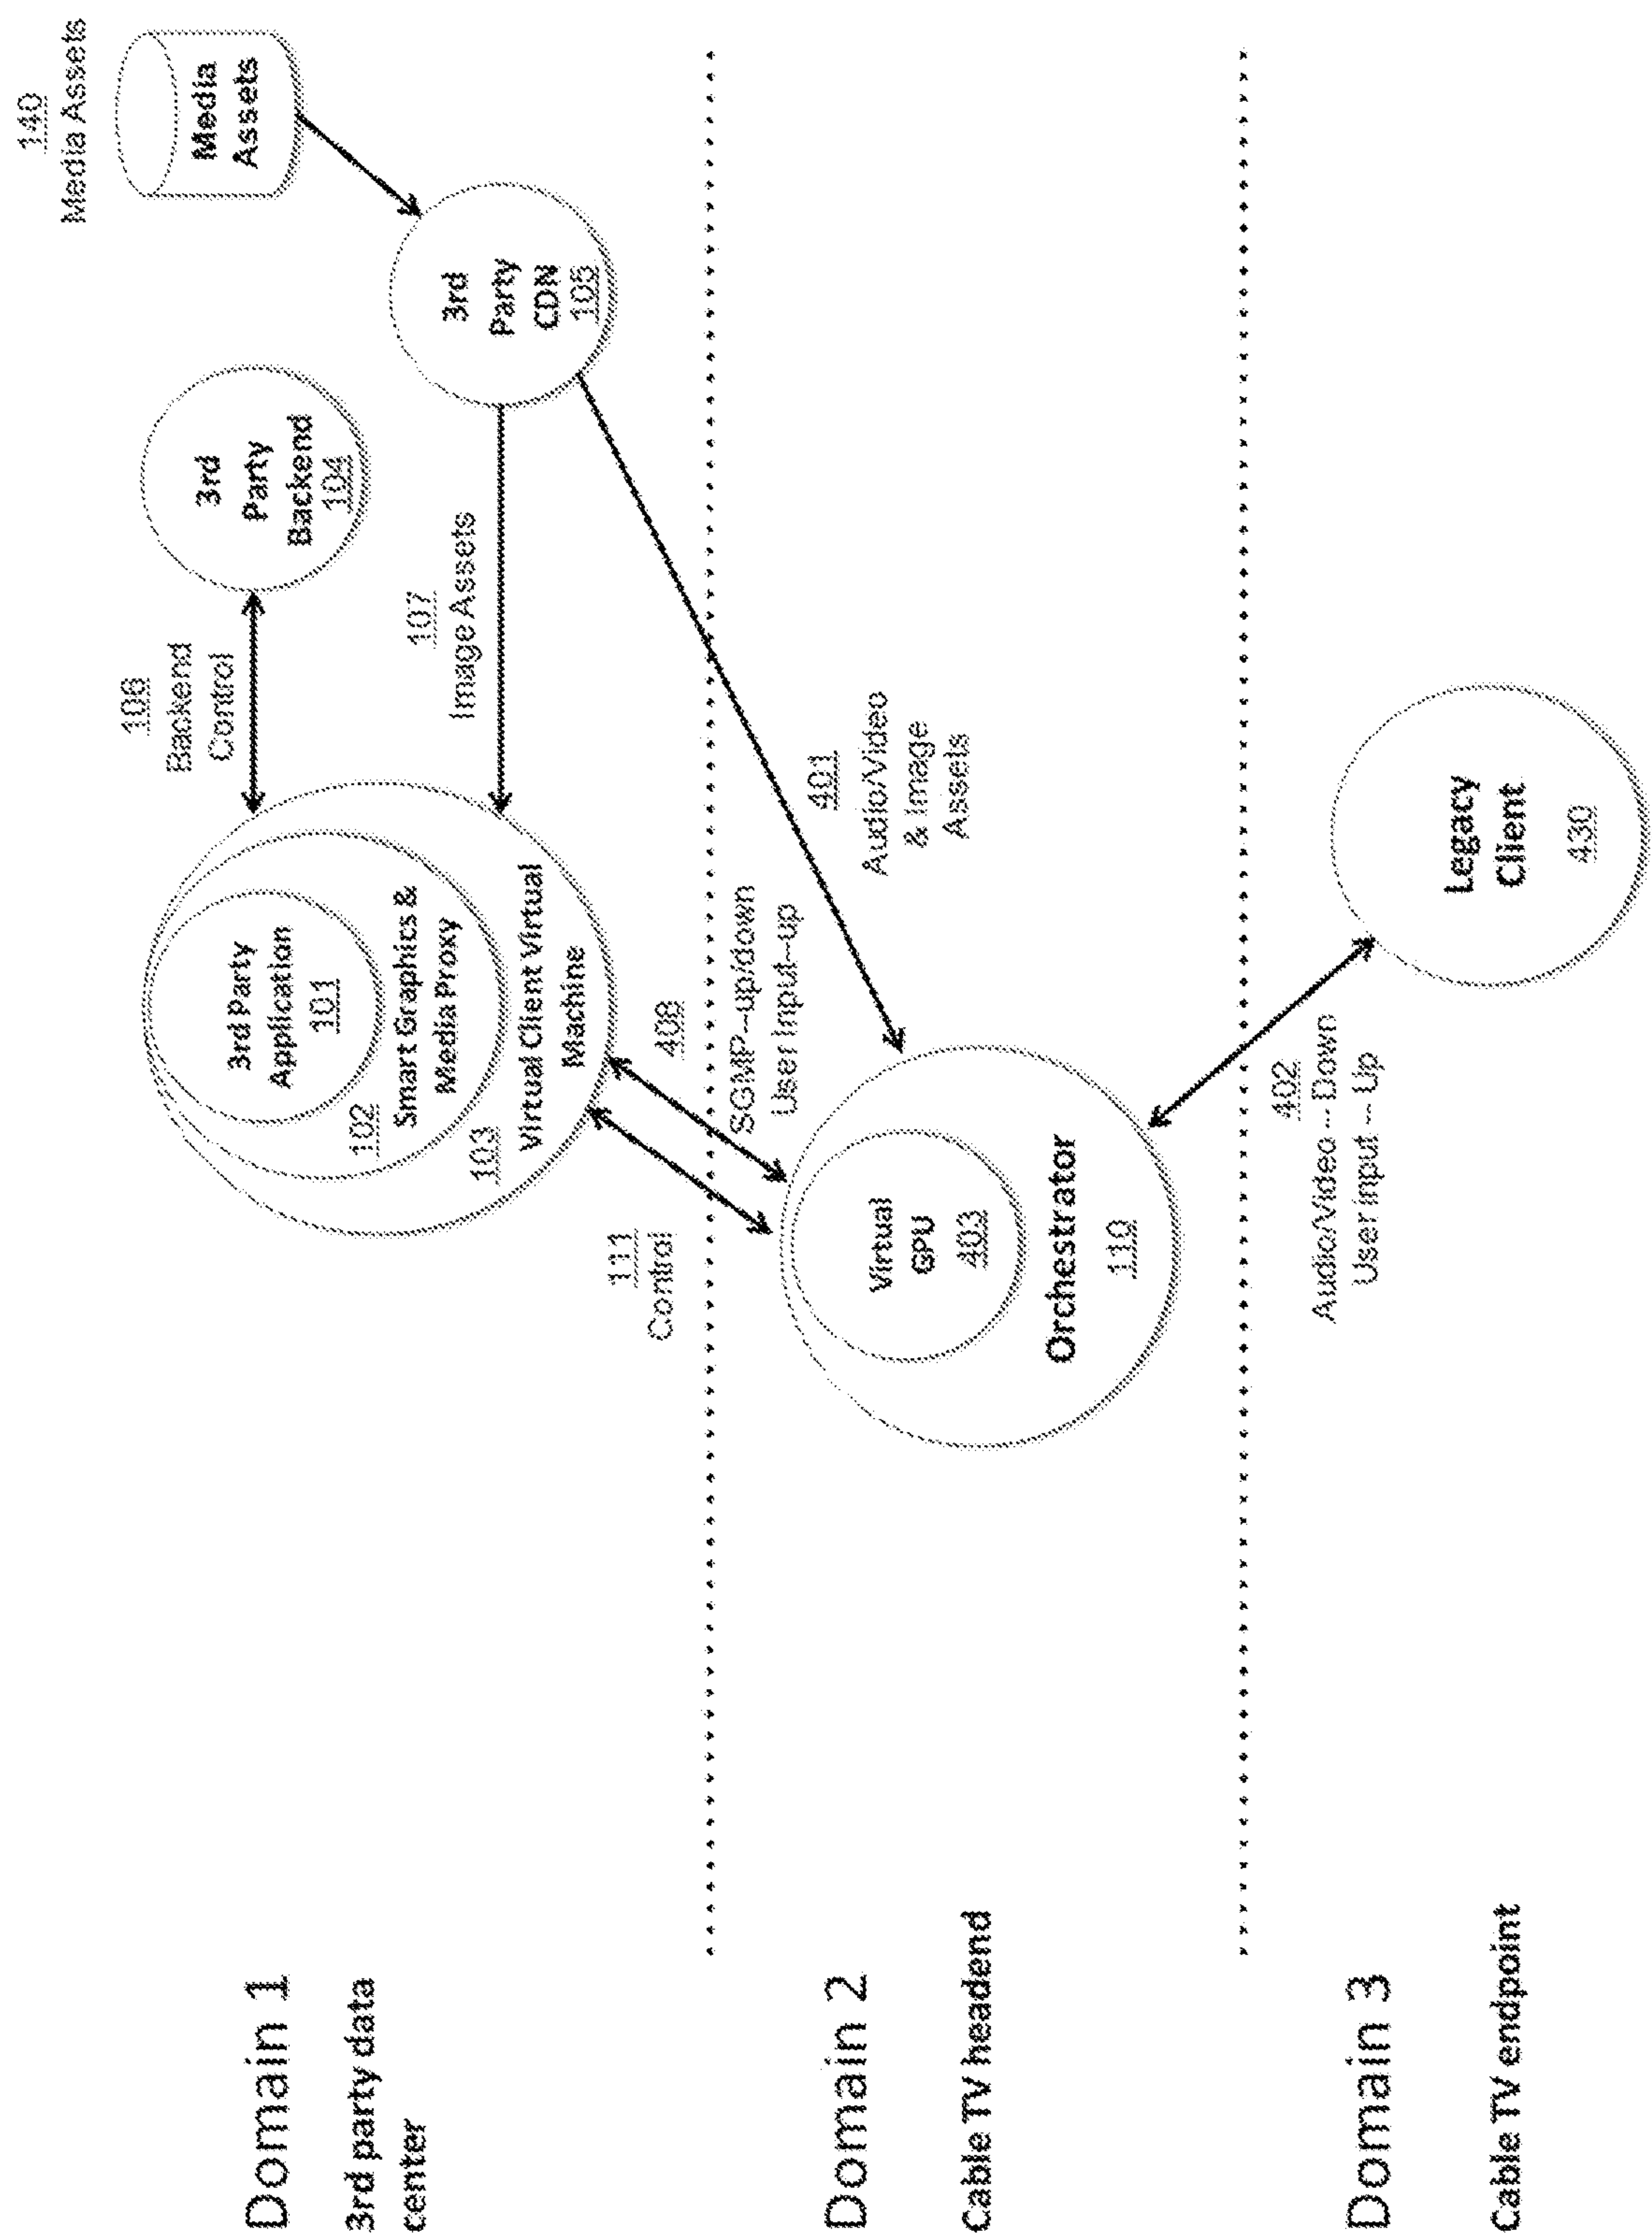 140
Media Assets
Media
Assets
106
Backend
Control
3rd
Party
Backend
104
3rd Party
Application
101
102
Smart Graphics &
Media Proxy
103
Virtual Client Virtual
Machine
107
Image Assets
3rd
Party
CDN
105
Domain 1
3rd party data
center
111
Control
408
SGMP--up/down
User Input--up
401
Audio/Video
& Image
Assets
Virtual
GPU
403
Orchestrator
110
Domain 2
Cable TV headend
402
Audio/Video -- Down
User input -- Up
Legacy
Client
430
Domain 3
Cable TV endpoint